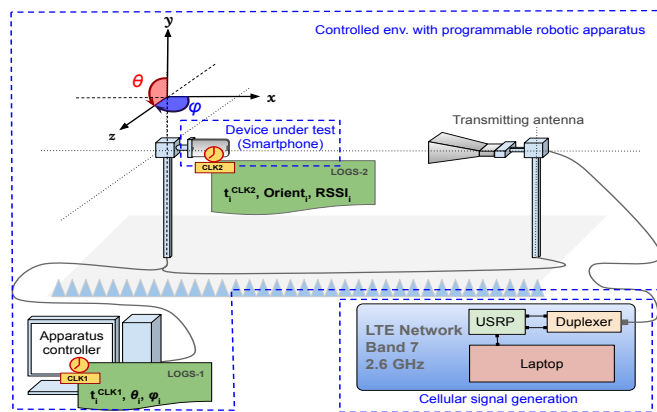 Controlled env. with programmable robotic apparatus
y
θ
x
φ
z
Device under test
(Smartphone)
Transmitting antenna
CLK2
LOGS-2
t_i^CLK2, Orient_i, RSSI_i
Apparatus
controller
CLK1
LOGS-1
t_i^CLK1, θ_i, φ_i
LTE Network
Band 7
2.6 GHz
USRP
Duplexer
Laptop
Cellular signal generation